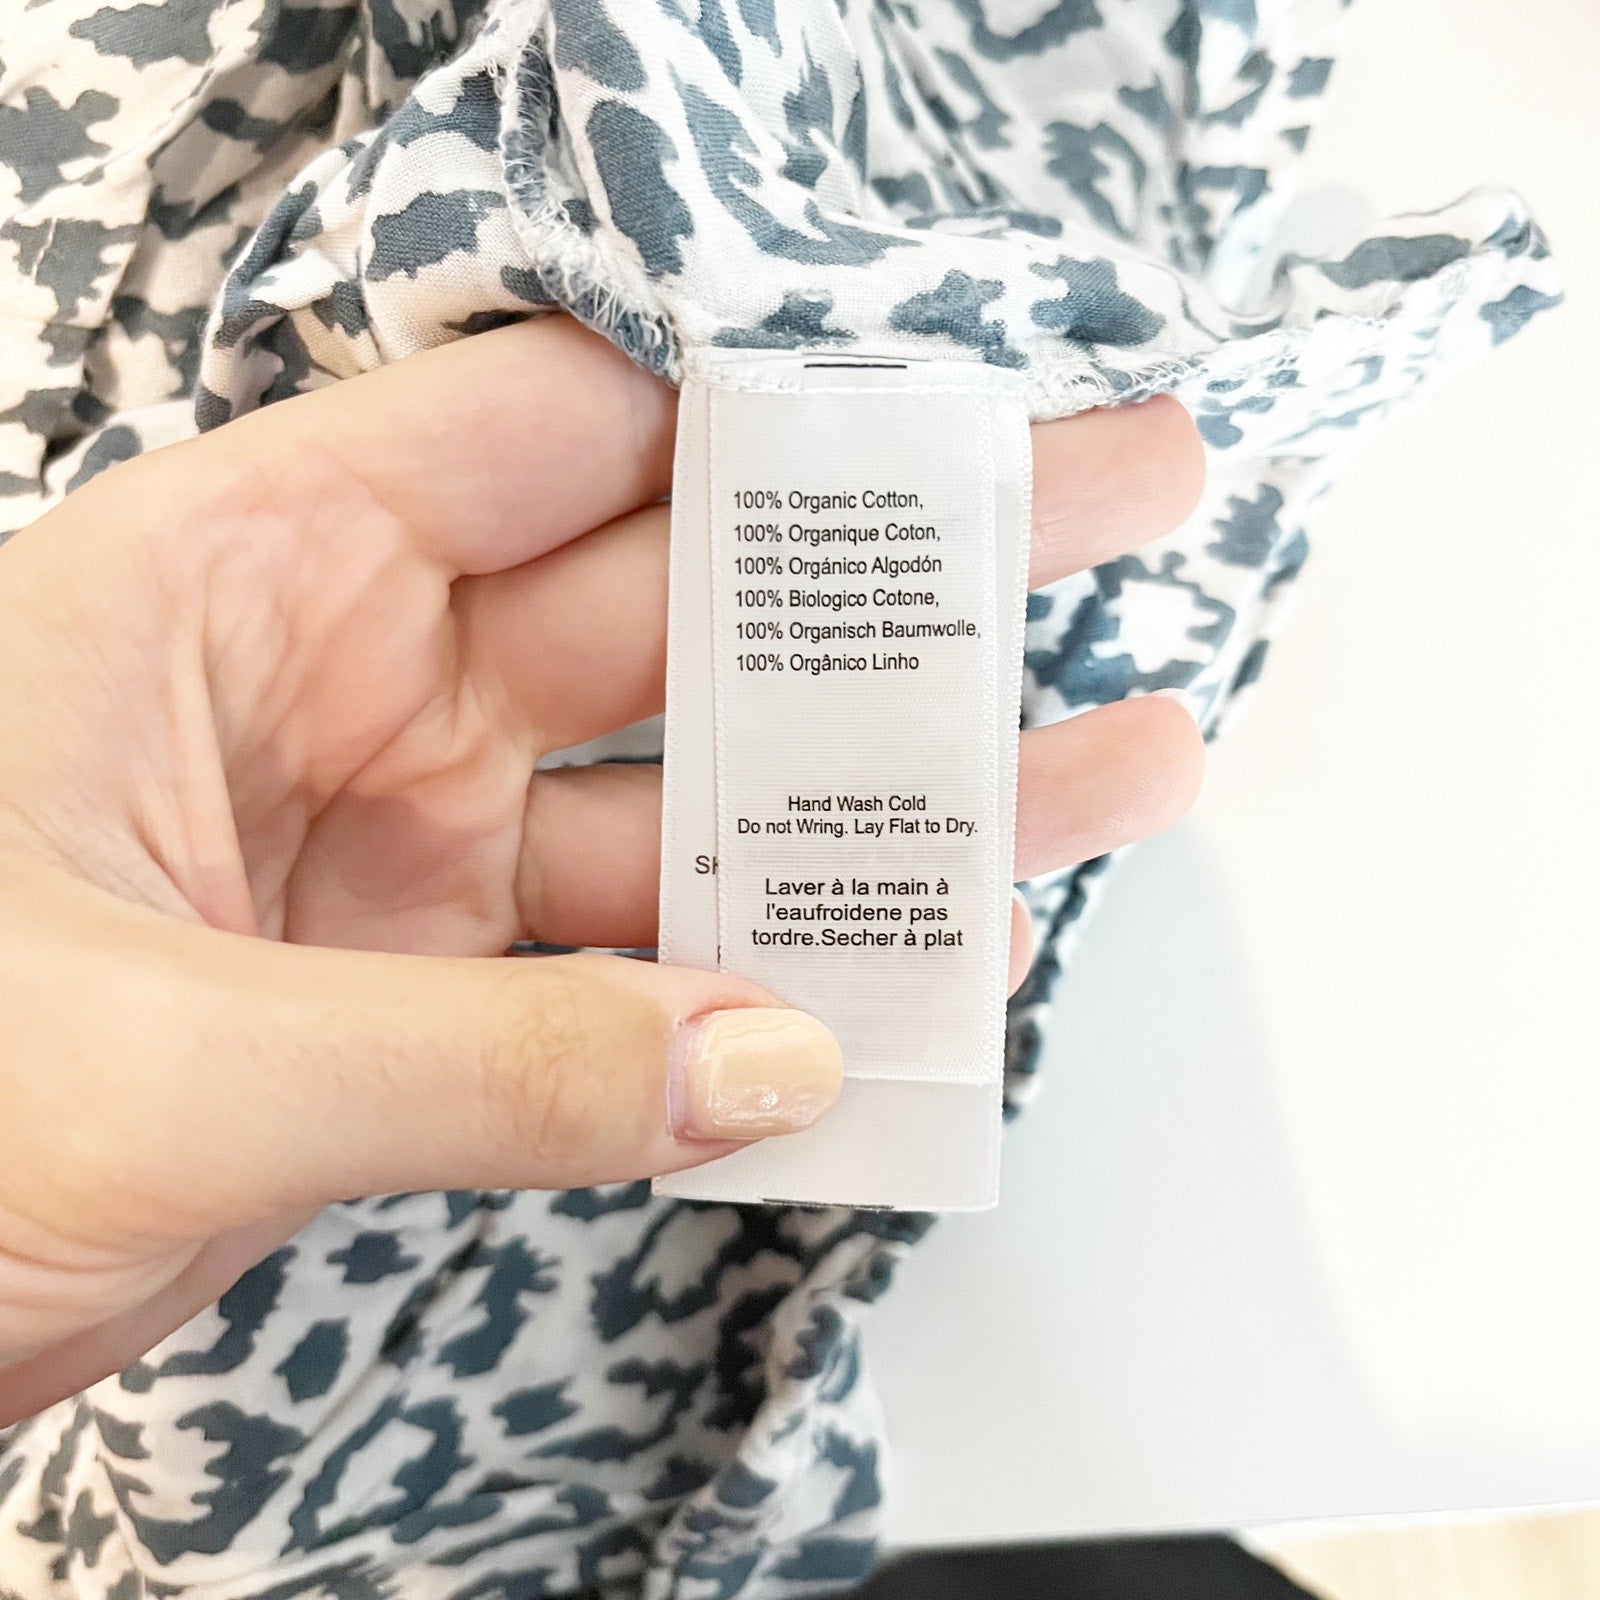 100% Organic Cotton,
100% Organique Coton,
100% Orgánico Algodón
100% Biologico Cotone,
100% Organisch Baumwolle,
100% Orgânico Linho
Hand Wash Cold
Do not Wring. Lay Flat to Dry.
Laver à la main à
l'eaufroidene pas
tordre.Secher à plat